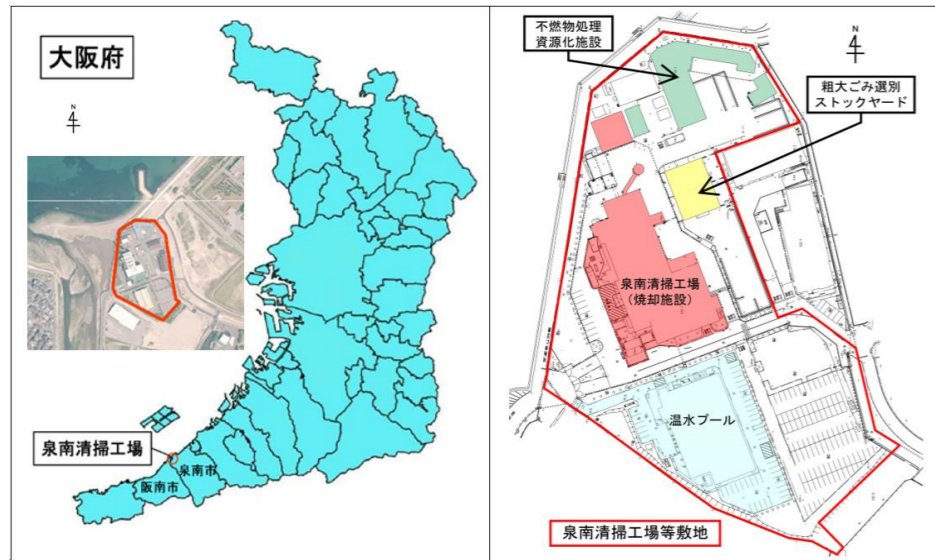 大阪府
N
泉南清掃工場
泉南市
阪南市
不燃物処理
資源化施設
N
粗大ごみ選別
ストックヤード
泉南清掃工場
（焼却施設）
温水プール
泉南清掃工場等敷地